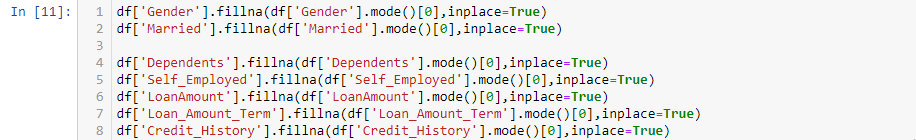 In [11]:
1 df['Gender'].fillna(df['Gender'].mode()[0],inplace=True)
2 df['Married'].fillna(df['Married'].mode()[0],inplace=True)
3
4 df['Dependents'].fillna(df['Dependents'].mode()[0],inplace=True)
5 df['Self_Employed'].fillna(df['Self_Employed'].mode()[0],inplace=True)
6 df['LoanAmount'].fillna(df['LoanAmount'].mode()[0],inplace=True)
7 df['Loan_Amount_Term'].fillna(df['Loan_Amount_Term'].mode()[0],inplace=True)
8 df['Credit_History'].fillna(df['Credit_History'].mode()[0],inplace=True)